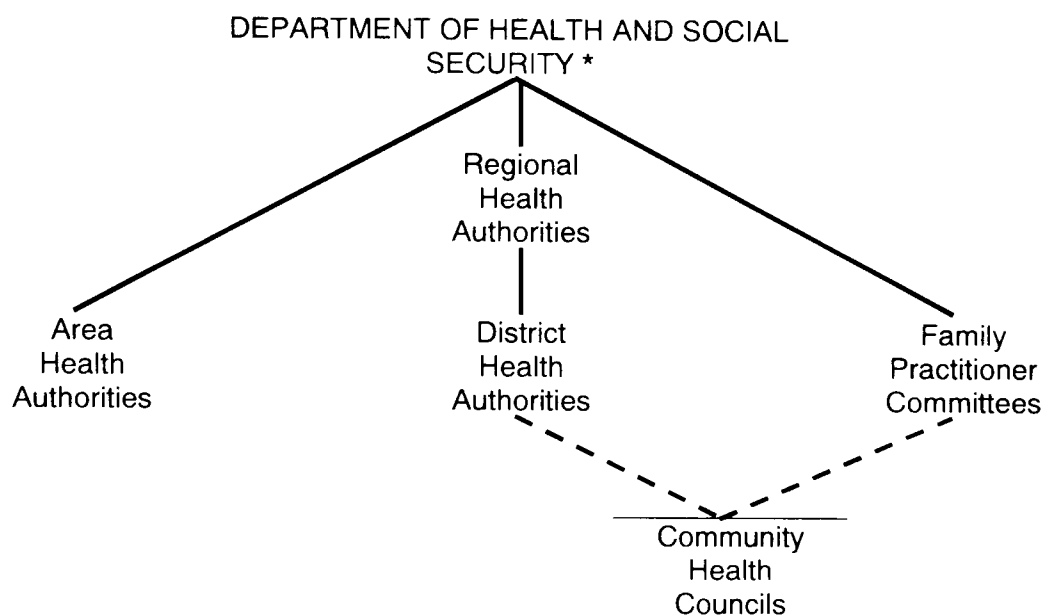 DEPARTMENT OF HEALTH AND SOCIAL
SECURITY *
Regional
Health
Authorities
Area
Health
Authorities
District
Health
Authorities
Family
Practitioner
Committees
Community
Health
Councils